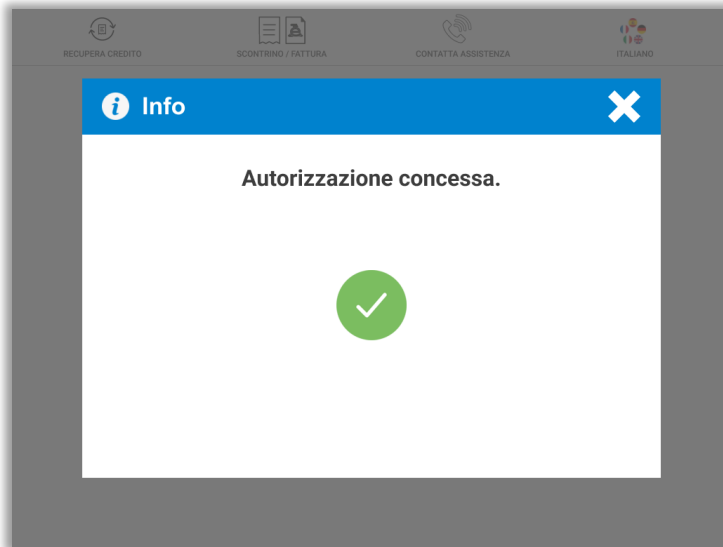 RECUPERA CREDITO
SCONTRINO / FATTURA
CONTATTA ASSISTENZA
ITALIANO
i Info
Autorizzazione concessa.